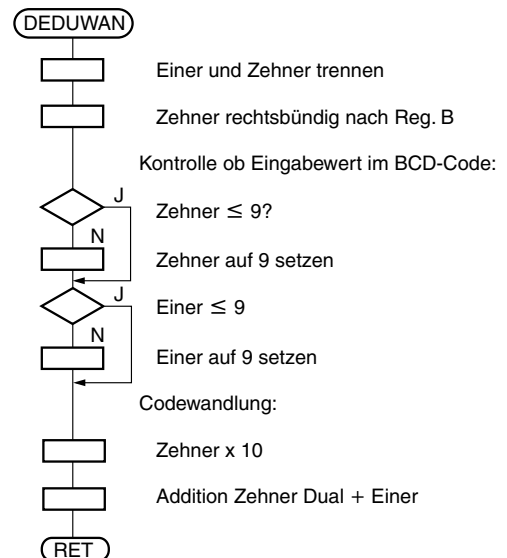 DEDUWAN
Einer und Zehner trennen
Zehner rechtsbündig nach Reg. B
Kontrolle ob Eingabewert im BCD-Code:
J
Zehner ≤ 9?
N
Zehner auf 9 setzen
J
Einer ≤ 9
N
Einer auf 9 setzen
Codewandlung:
Zehner x 10
Addition Zehner Dual + Einer
RET